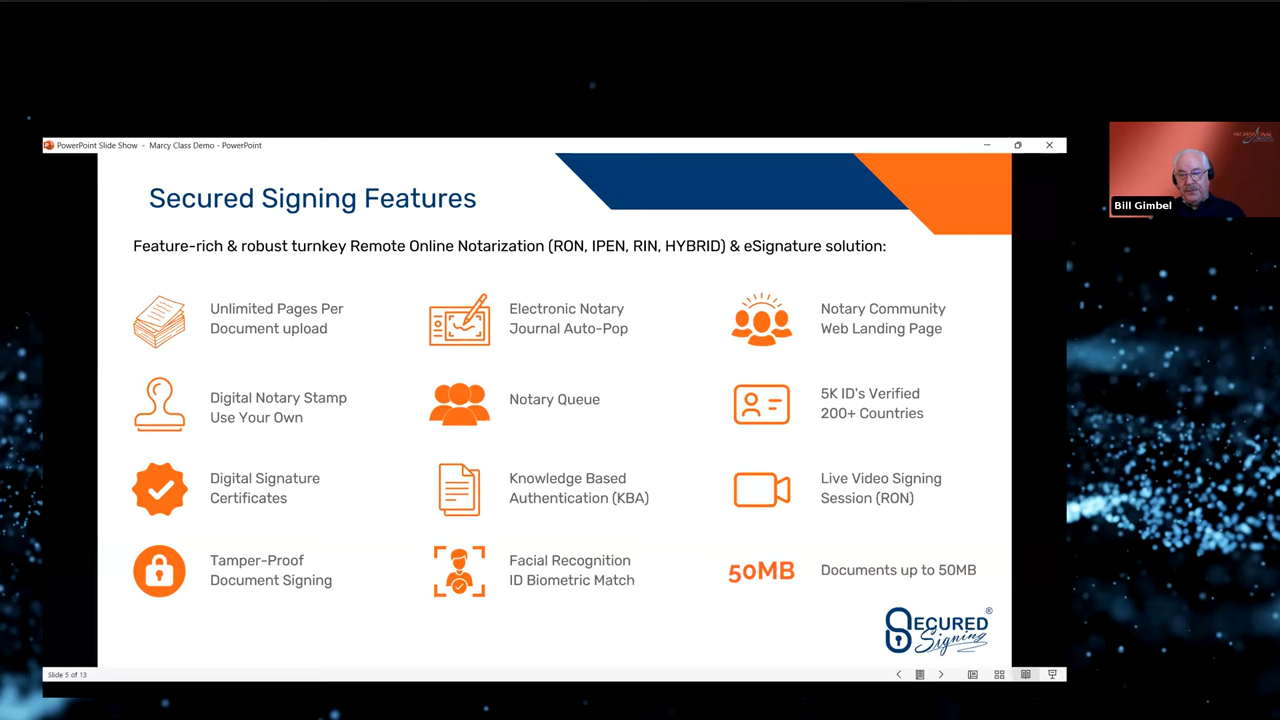 PowerPoint Slide Show - Marcy Class Demo - PowerPoint
Secured Signing Features
Feature-rich & robust turnkey Remote Online Notarization (RON, IPEN, RIN, HYBRID) & eSignature solution:
Unlimited Pages Per
Document upload
Electronic Notary
Journal Auto-Pop
Notary Community
Web Landing Page
Digital Notary Stamp
Use Your Own
Notary Queue
5K ID's Verified
200+ Countries
Digital Signature
Certificates
Knowledge Based
Authentication (KBA)
Live Video Signing
Session (RON)
Tamper-Proof
Document Signing
Facial Recognition
ID Biometric Match
50MB
Documents up to 50MB
SECURED®
Signing
Slide 5 of 13
PROFESSIONAL
Bill Gimbel